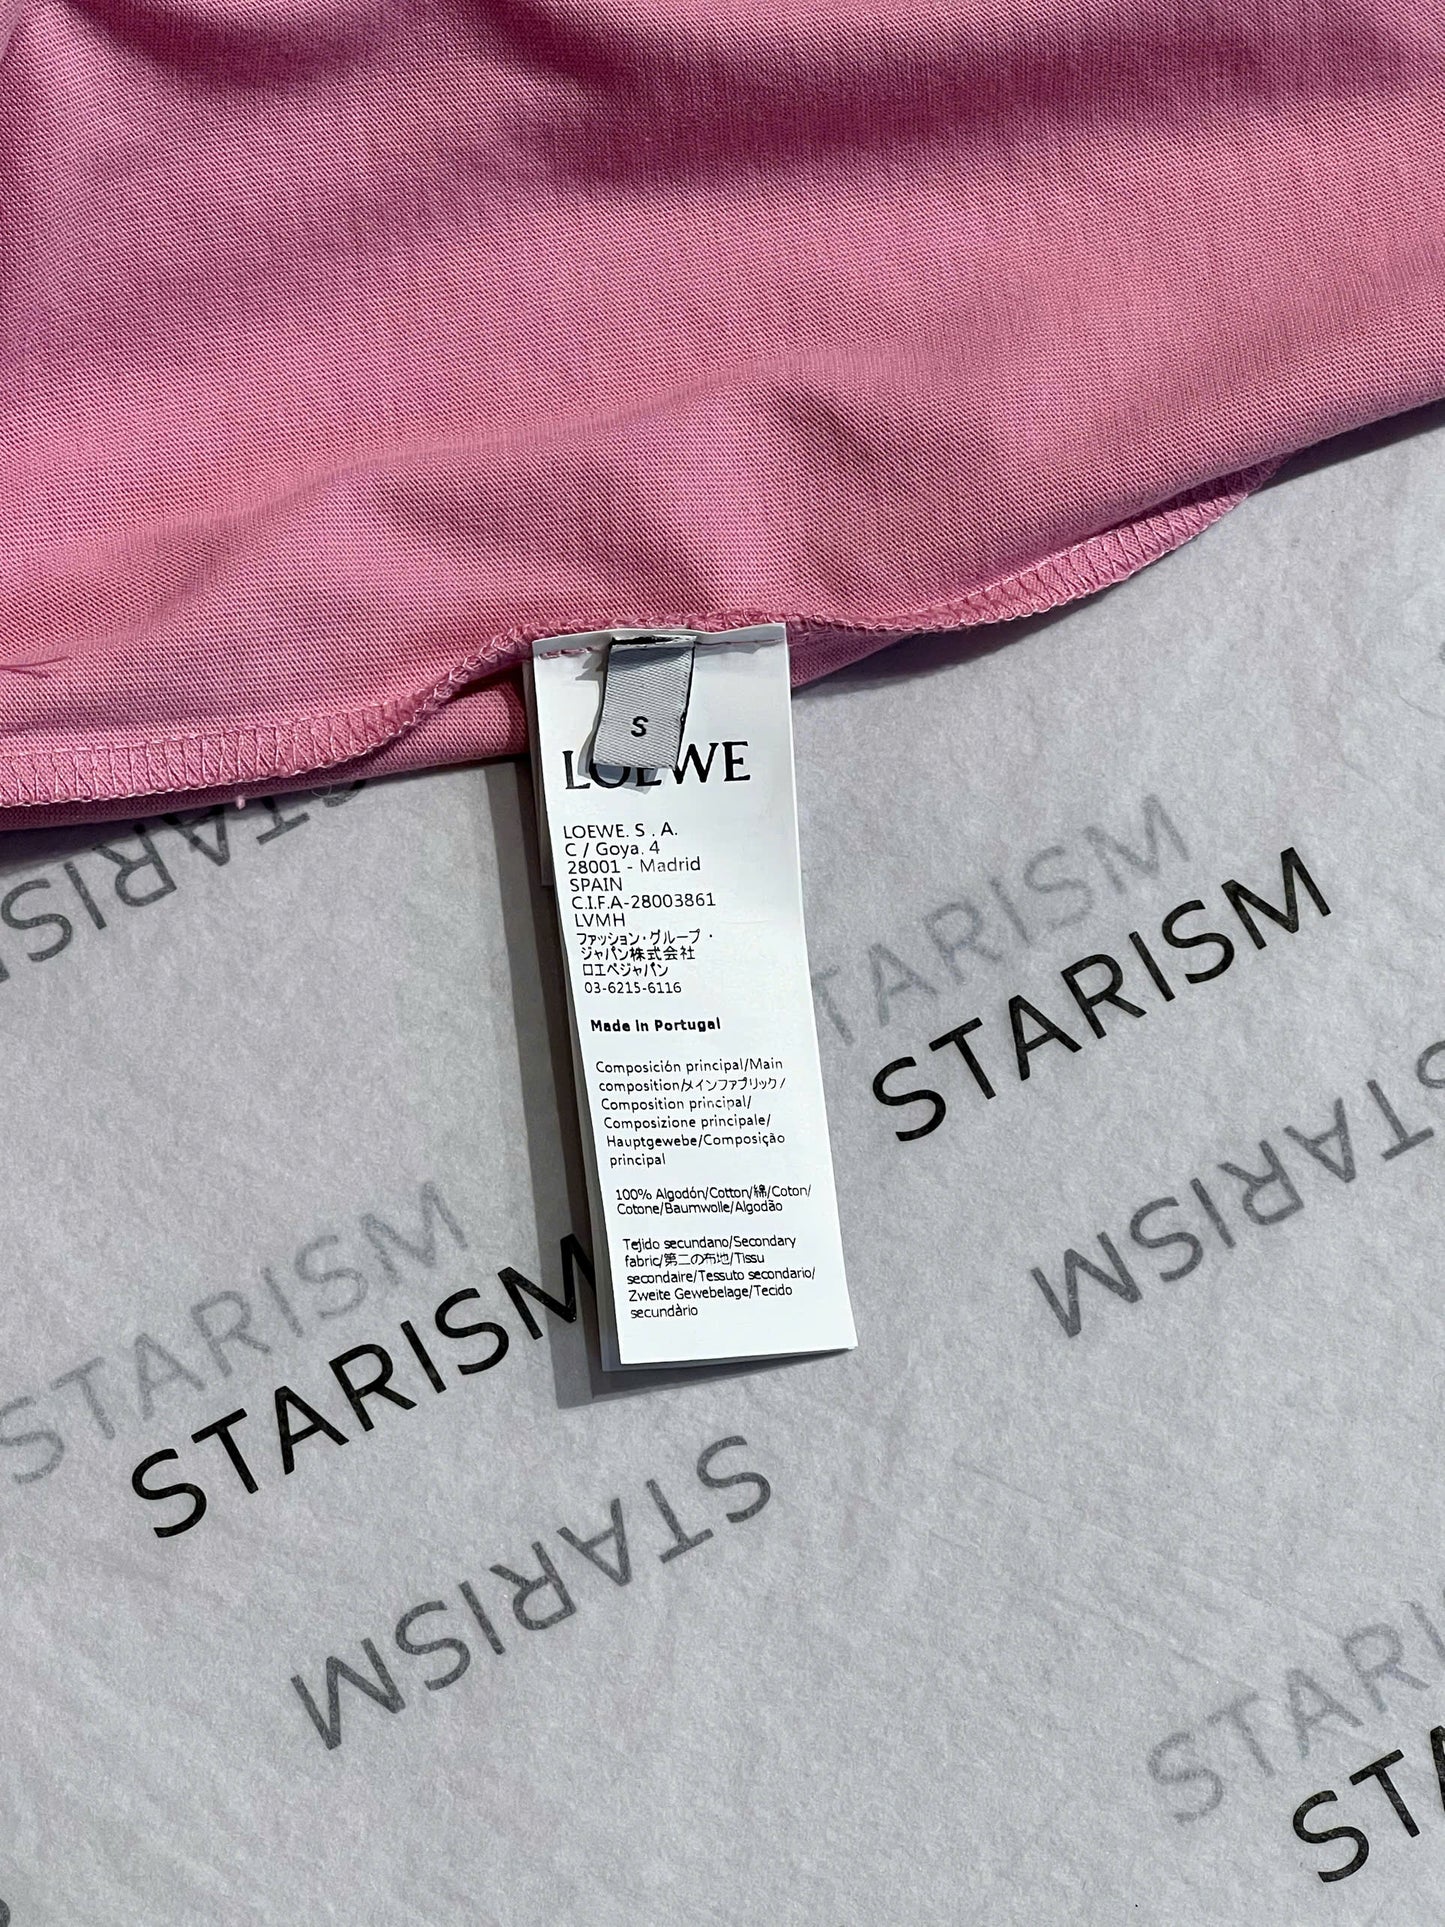 S
LOEWE
LOEWE. S . A.
C / Goya. 4
28001 - Madrid
SPAIN
C.I.F.A-28003861
LVMH
ファッション・グループ・
ジャパン株式会社
ロエベジャパン
03-6215-6116
Made in Portugal
Composición principal/Main
composition/メインファブリック/
Composition principal/
Composizione principale/
Hauptgewebe/Composição
principal
100% Algodón/Cotton/綿/Coton/
Cotone/Baumwolle/Algodão
Tejido secundano/Secondary
fabric/第二の布地/Tissu
secondaire/Tessuto secondario/
Zweite Gewebelage/Tecido
secundàrio
STARISM
STARISM
STARISM
STARISM
STARISM
STARISM
STARISM
STARI
ST